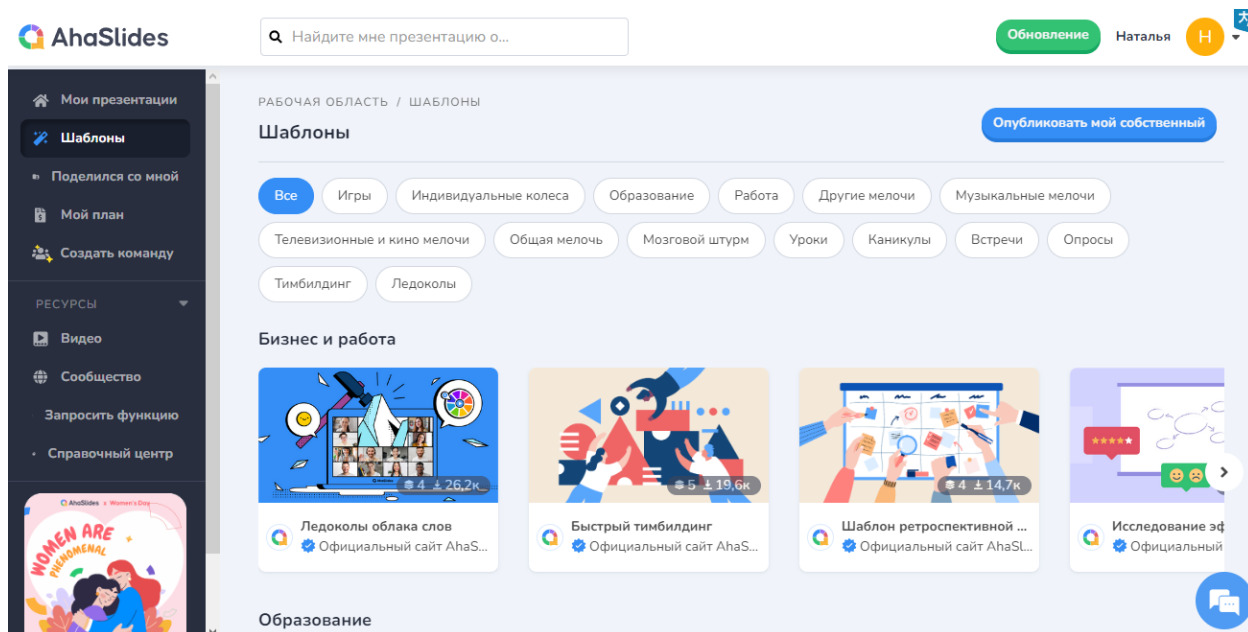 AhaSlides
Найдите мне презентацию о...
Обновление
Наталья
Н
Мои презентации
Шаблоны
Поделился со мной
Мой план
Создать команду
РЕСУРСЫ
Видео
Сообщество
Запросить функцию
Справочный центр
AhaSlides x Women's Day
WOMEN ARE
PHENOMENAL
РАБОЧАЯ ОБЛАСТЬ / ШАБЛОНЫ
Шаблоны
Опубликовать мой собственный
Все
Игры
Индивидуальные колеса
Образование
Работа
Другие мелочи
Музыкальные мелочи
Телевизионные и кино мелочи
Общая мелочь
Мозговой штурм
Уроки
Каникулы
Встречи
Опросы
Тимбилдинг
Ледоколы
Бизнес и работа
4 26,2к
5 19,6к
4 14,7к
Ледоколы облака слов
Официальный сайт AhaS...
Быстрый тимбилдинг
Официальный сайт AhaS...
Шаблон ретроспективной ...
Официальный сайт AhaSl...
Исследование эф
Официальный
Образование